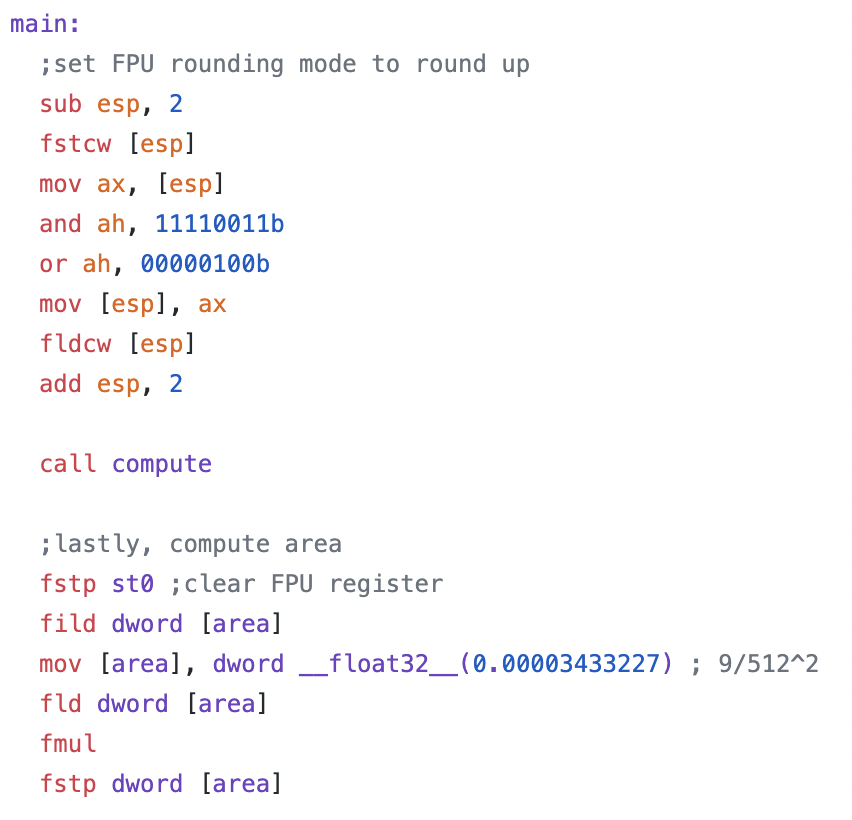 main:
  ;set FPU rounding mode to round up
  sub esp, 2
  fstcw [esp]
  mov ax, [esp]
  and ah, 11110011b
  or ah, 00000100b
  mov [esp], ax
  fldcw [esp]
  add esp, 2

  call compute

  ;lastly, compute area
  fstp st0 ;clear FPU register
  fild dword [area]
  mov [area], dword __float32__(0.00003433227) ; 9/512^2
  fld dword [area]
  fmul
  fstp dword [area]